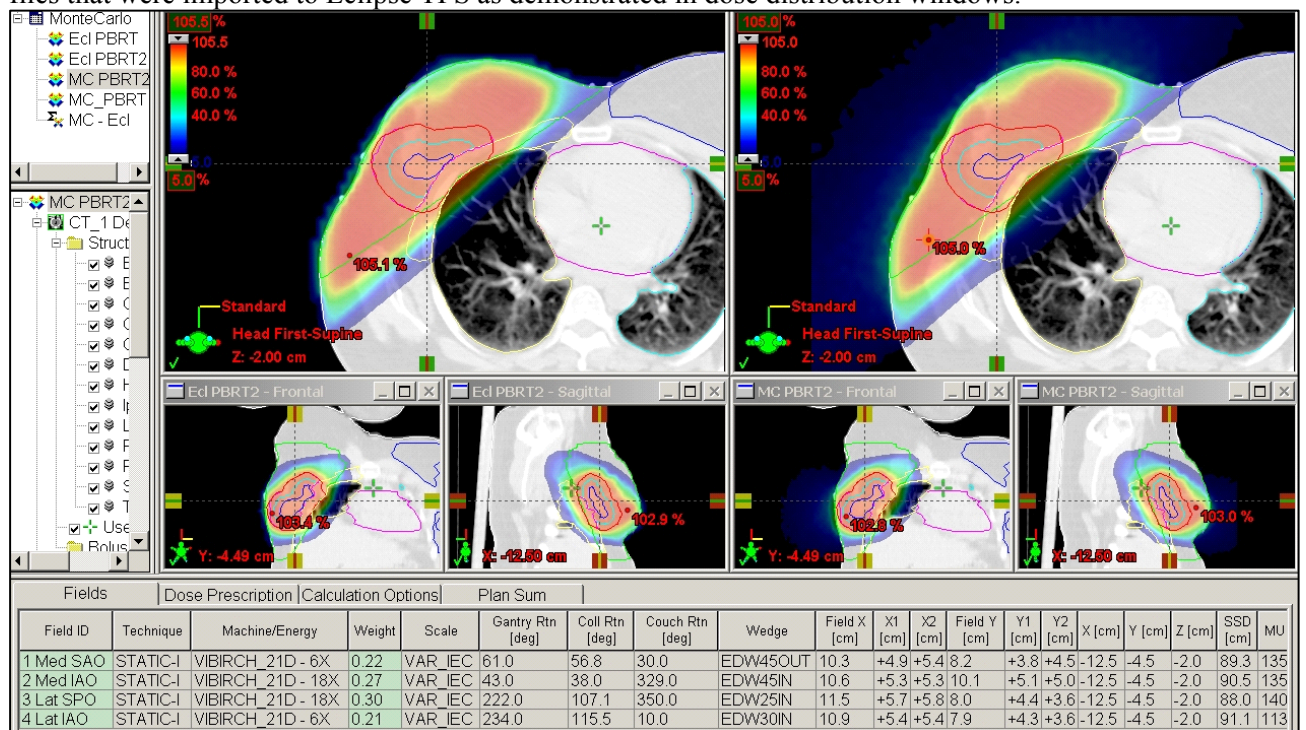 files that were imported to Eclipse TPS as demonstrated in dose distribution windows.
MonteCarlo
Ecl PBRT
Ecl PBRT2
MC PBRT2
MC_PBRT
MC - Ecl
MC PBRT2
CT_1 De
Struct
E
E
C
C
C
D
H
Ip
L
F
F
S
T
Use
Bolus
105.5 %
105.5
80.0 %
60.0 %
40.0 %
5.0
5.0 %
105.1 %
Standard
Head First-Supine
Z: -2.00 cm
105.0 %
105.0
80.0 %
60.0 %
40.0 %
5.0
5.0 %
105.0 %
Standard
Head First-Supine
Z: -2.00 cm
Ecl PBRT2 - Frontal
103.4 %
Y: -4.49 cm
Ecl PBRT2 - Sagittal
102.9 %
X: -12.50 cm
MC PBRT2 - Frontal
102.8 %
Y: -4.49 cm
MC PBRT2 - Sagittal
103.0 %
X: -12.50 cm
Fields Dose Prescription Calculation Options Plan Sum
Field ID Technique Machine/Energy Weight Scale Gantry Rtn [deg] Coll Rtn [deg] Couch Rtn [deg] Wedge Field X [cm] X1 [cm] X2 [cm] Field Y [cm] Y1 [cm] Y2 [cm] X [cm] Y [cm] Z [cm] SSD [cm] MU
1 Med SAO STATIC-I VIBIRCH_21D - 6X 0.22 VAR_IEC 61.0 56.8 30.0 EDW45OUT 10.3 +4.9 +5.4 8.2 +3.8 +4.5 -12.5 -4.5 -2.0 89.3 135
2 Med IAO STATIC-I VIBIRCH_21D - 18X 0.27 VAR_IEC 43.0 38.0 329.0 EDW45IN 10.6 +5.3 +5.3 10.1 +5.1 +5.0 -12.5 -4.5 -2.0 90.5 135
3 Lat SPO STATIC-I VIBIRCH_21D - 18X 0.30 VAR_IEC 222.0 107.1 350.0 EDW25IN 11.5 +5.7 +5.8 8.0 +4.4 +3.6 -12.5 -4.5 -2.0 88.0 140
4 Lat IAO STATIC-I VIBIRCH_21D - 6X 0.21 VAR_IEC 234.0 115.5 10.0 EDW30IN 10.9 +5.4 +5.4 7.9 +4.3 +3.6 -12.5 -4.5 -2.0 91.1 113